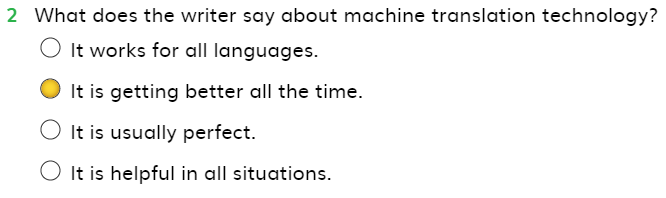 2 What does the writer say about machine translation technology?
It works for all languages.
It is getting better all the time.
It is usually perfect.
It is helpful in all situations.